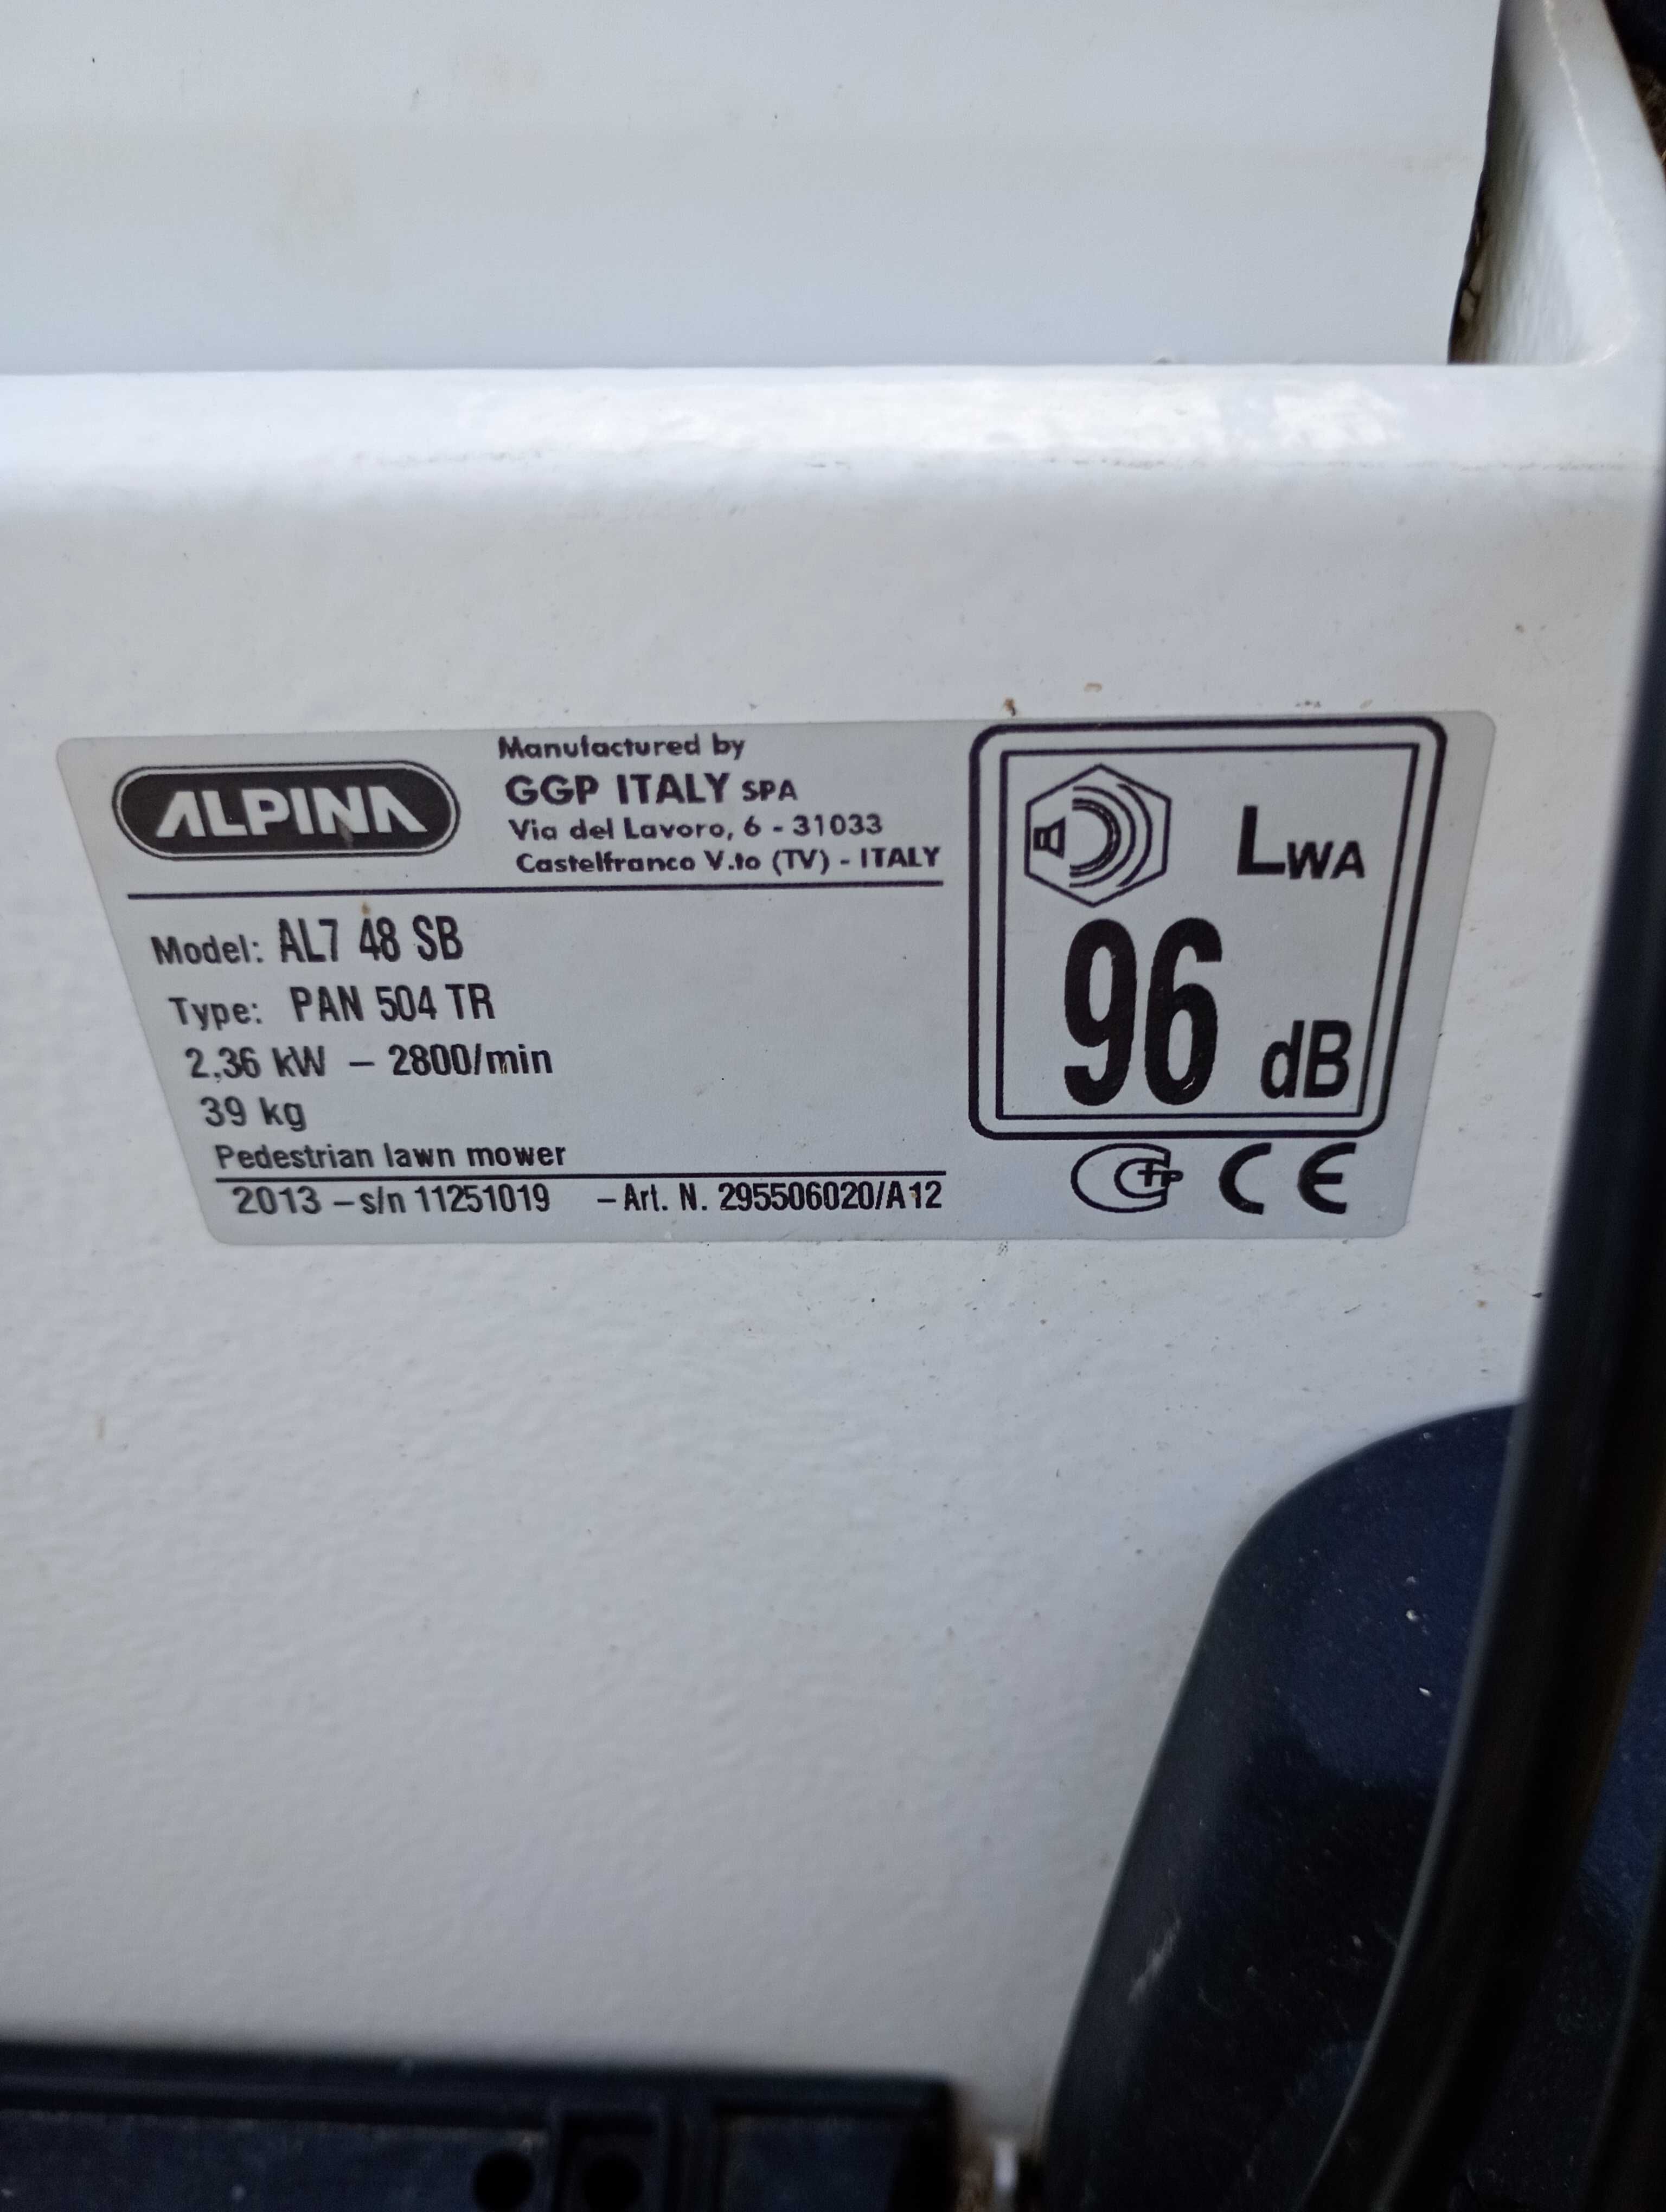 ALPINA
Manufactured by
GGP ITALY SPA
Via del Lavoro, 6 - 31033
Castelfranco V.to (TV) - ITALY
Model: AL7 48 SB
Type: PAN 504 TR
2,36 kW – 2800/min
39 kg
Pedestrian lawn mower
2013 – s/n 11251019 – Art. N. 295506020/A12
LWA
96 dB
CE